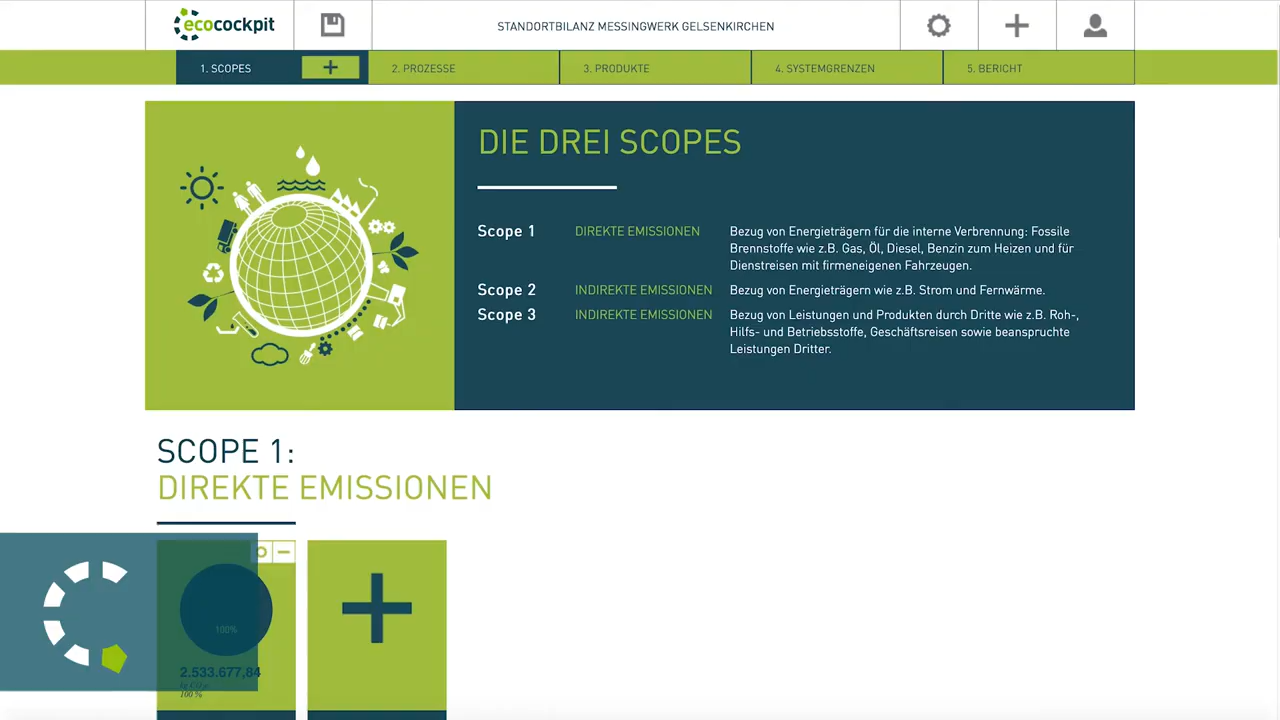 ecocockpit
STANDORTBILANZ MESSINGWERK GELSENKIRCHEN
1. SCOPES
2. PROZESSE
3. PRODUKTE
4. SYSTEMGRENZEN
5. BERICHT
DIE DREI SCOPES
Scope 1 DIREKTE EMISSIONEN Bezug von Energieträgern für die interne Verbrennung: Fossile
Brennstoffe wie z.B. Gas, Öl, Diesel, Benzin zum Heizen und für
Dienstreisen mit firmeneigenen Fahrzeugen.
Scope 2 INDIREKTE EMISSIONEN Bezug von Energieträgern wie z.B. Strom und Fernwärme.
Scope 3 INDIREKTE EMISSIONEN Bezug von Leistungen und Produkten durch Dritte wie z.B. Roh-,
Hilfs- und Betriebsstoffe, Geschäftsreisen sowie beanspruchte
Leistungen Dritter.
SCOPE 1:
DIREKTE EMISSIONEN
100%
2.533.677,84
kg CO₂e
100 %